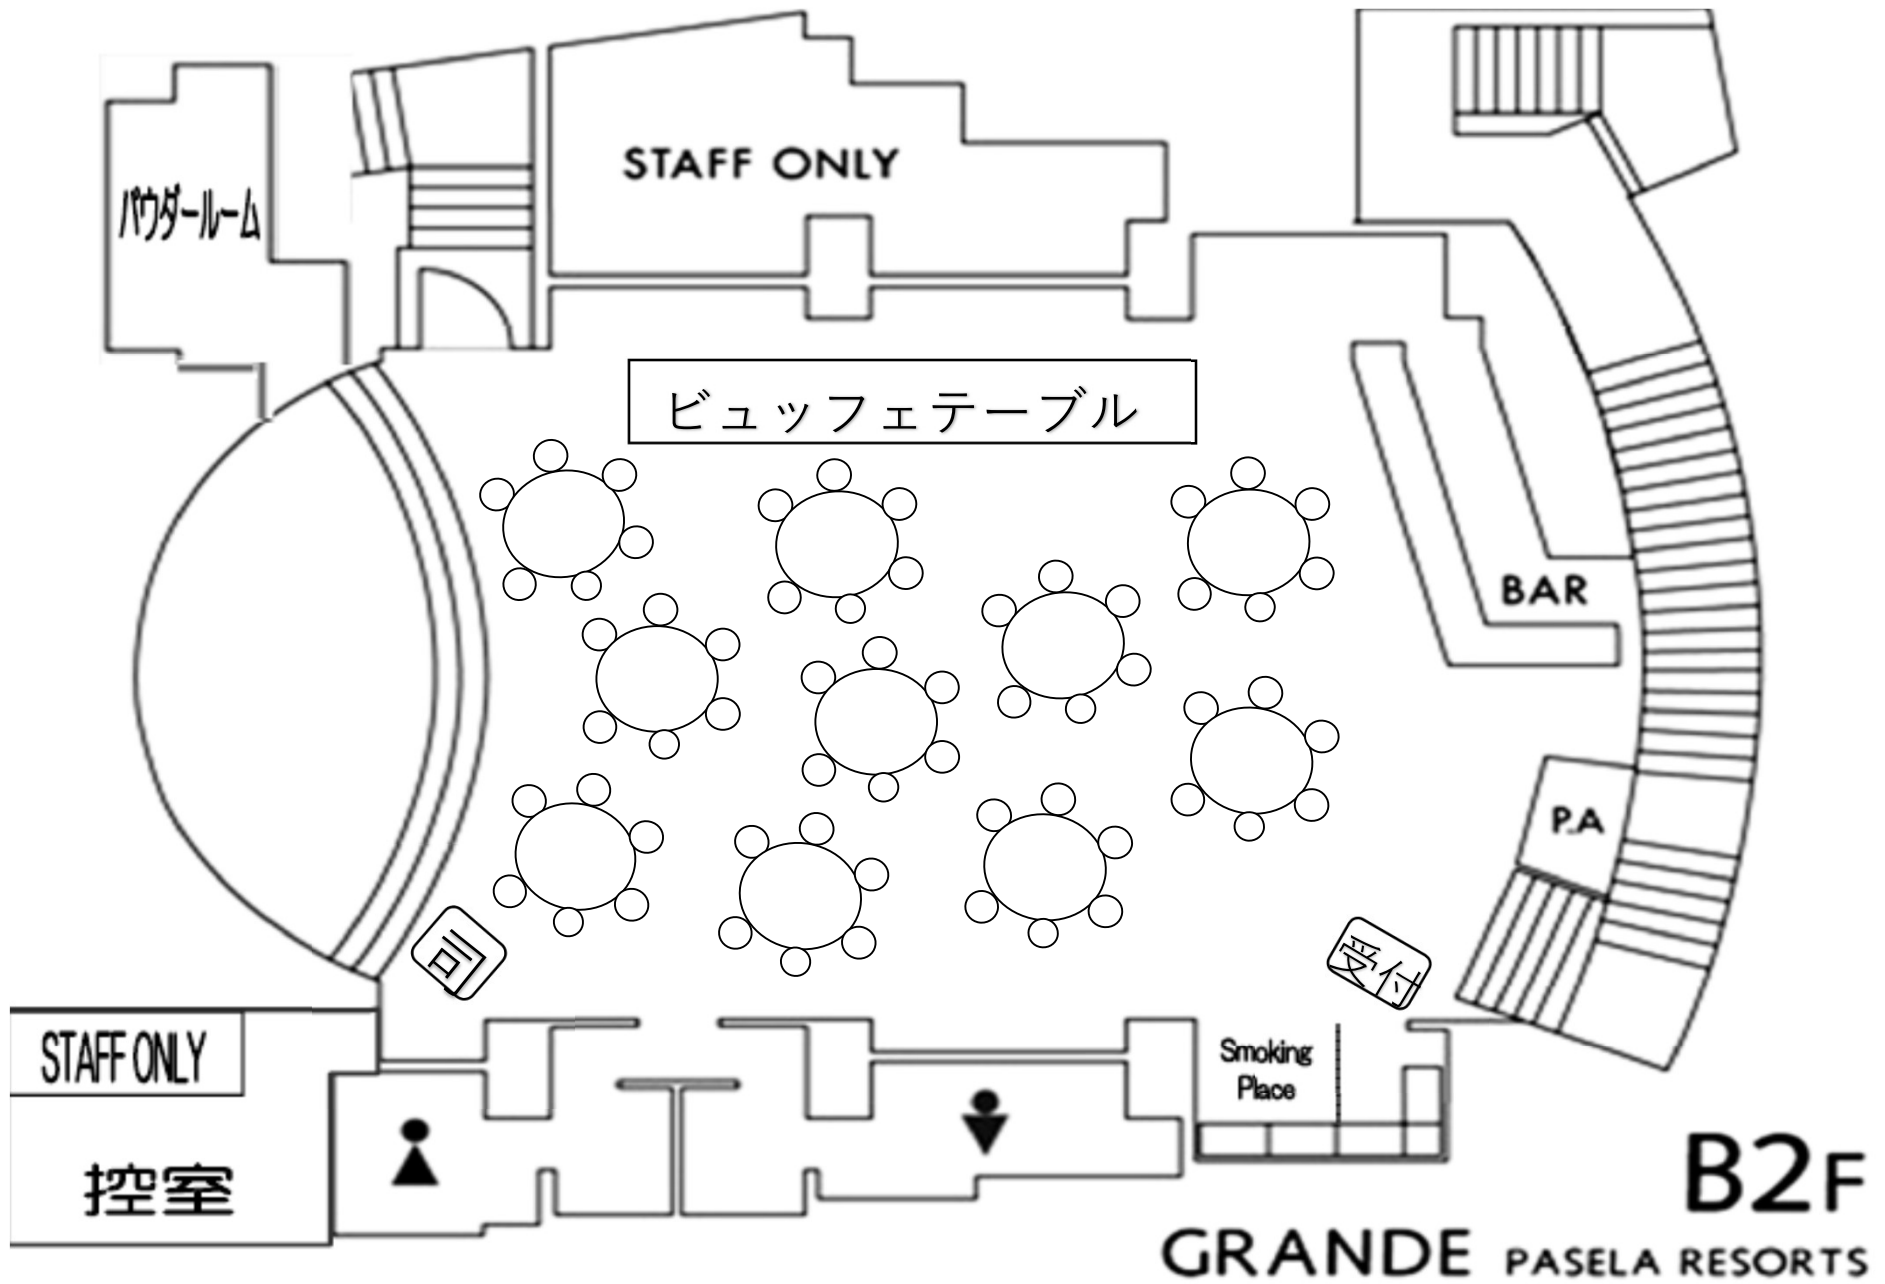 STAFF ONLY
パウダールーム
ビュッフェテーブル
BAR
P.A
司
受付
STAFF ONLY
Smoking
Place
控室
B2F
GRANDE PASELA RESORTS